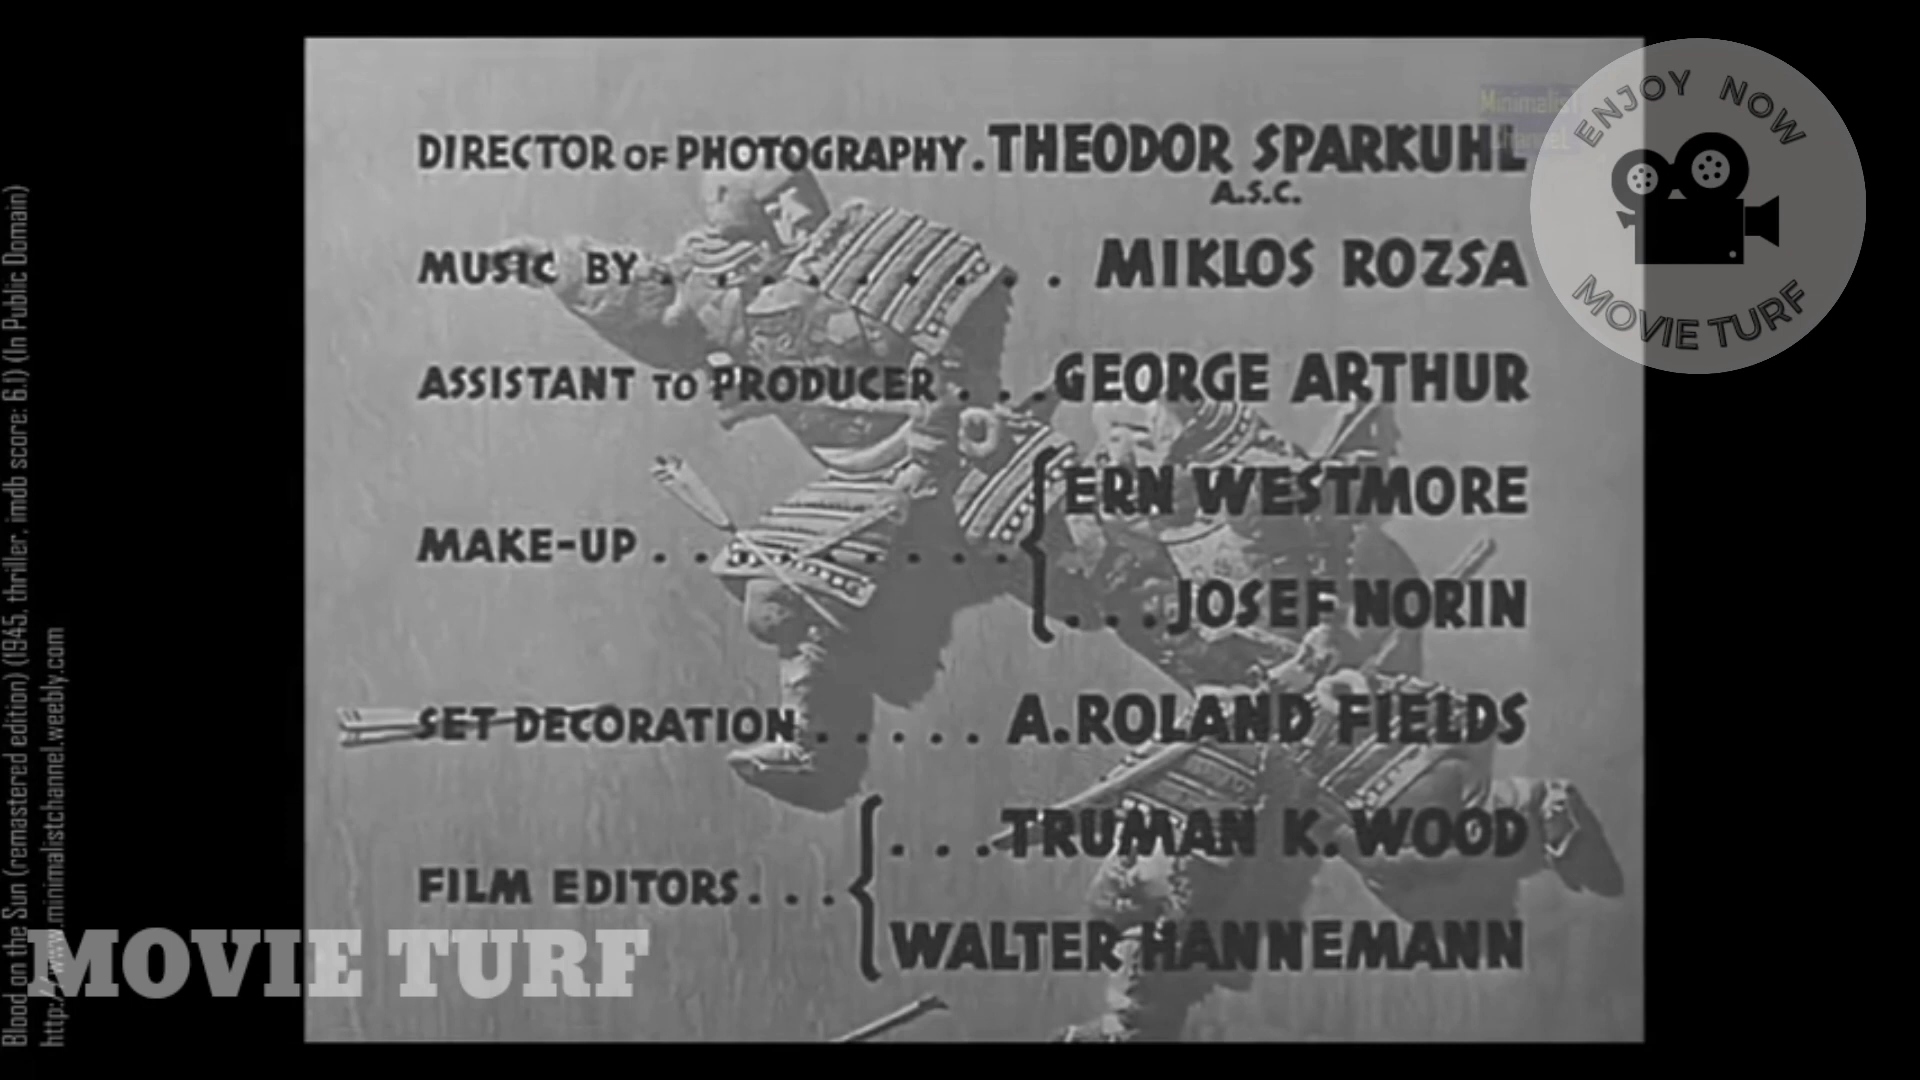 DIRECTOR OF PHOTOGRAPHY. THEODOR SPARKUHL
A.S.C.
MUSIC BY . . . . . . . . . . MIKLOS ROZSA
ASSISTANT TO PRODUCER . . . GEORGE ARTHUR
MAKE-UP . . . . . . . . . ERN WESTMORE
. . . JOSEF NORIN
SET DECORATION . . . . . A. ROLAND FIELDS
FILM EDITORS . . . . . . TRUMAN K. WOOD
WALTER HANNEMANN
Minimalist
Channel
ENJOY NOW
MOVIE TURF
MOVIE TURF
Blood on the Sun (remastered edition) (1945, thriller, imdb score: 6.1) (In Public Domain)
http://www.minimalistchannel.weebly.com